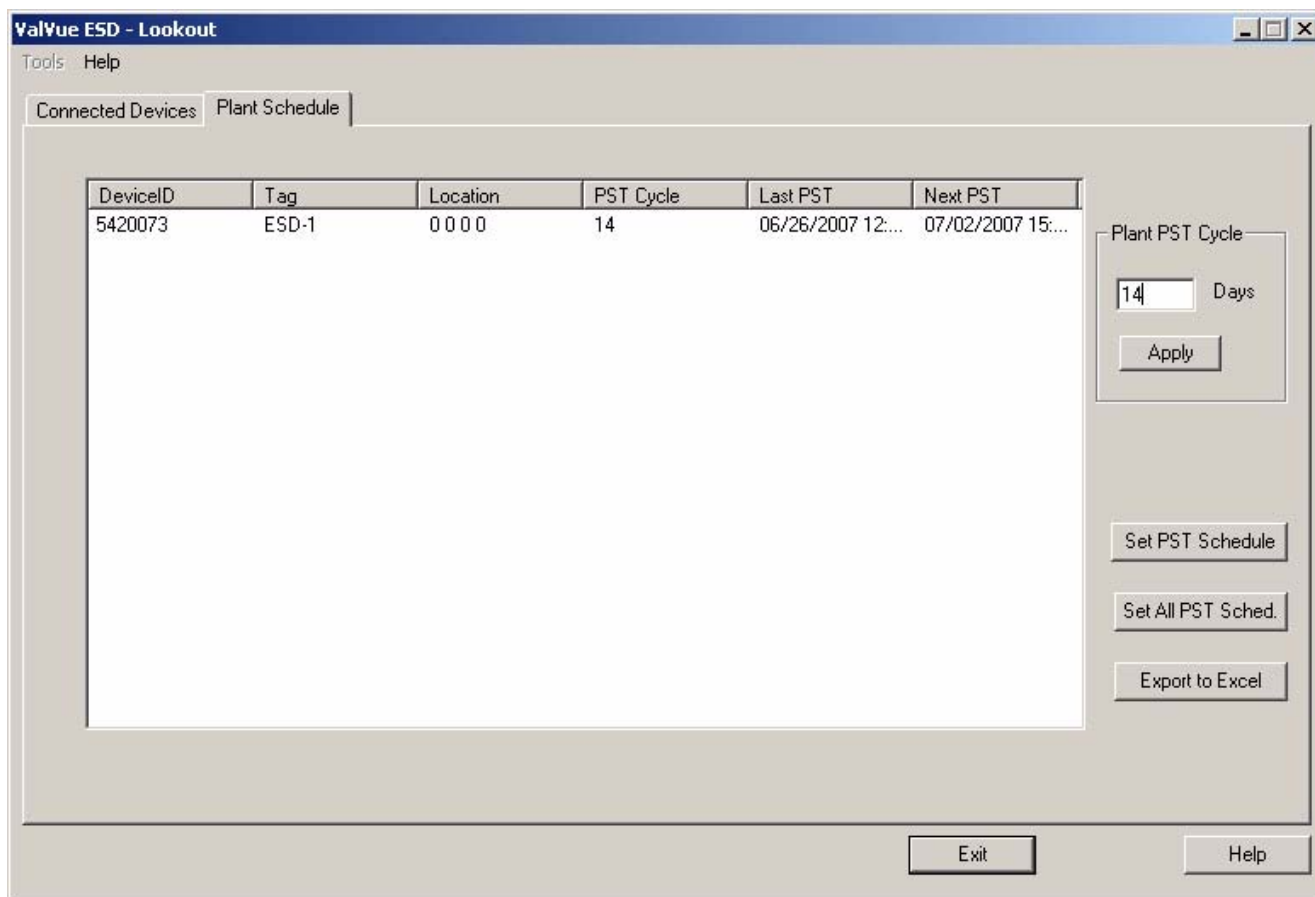 ValVue ESD - Lookout
Tools Help
Connected Devices Plant Schedule
DeviceID Tag Location PST Cycle Last PST Next PST
5420073 ESD-1 0 0 0 0 14 06/26/2007 12:... 07/02/2007 15:...
Plant PST Cycle
14 Days
Apply
Set PST Schedule
Set All PST Sched.
Export to Excel
Exit Help